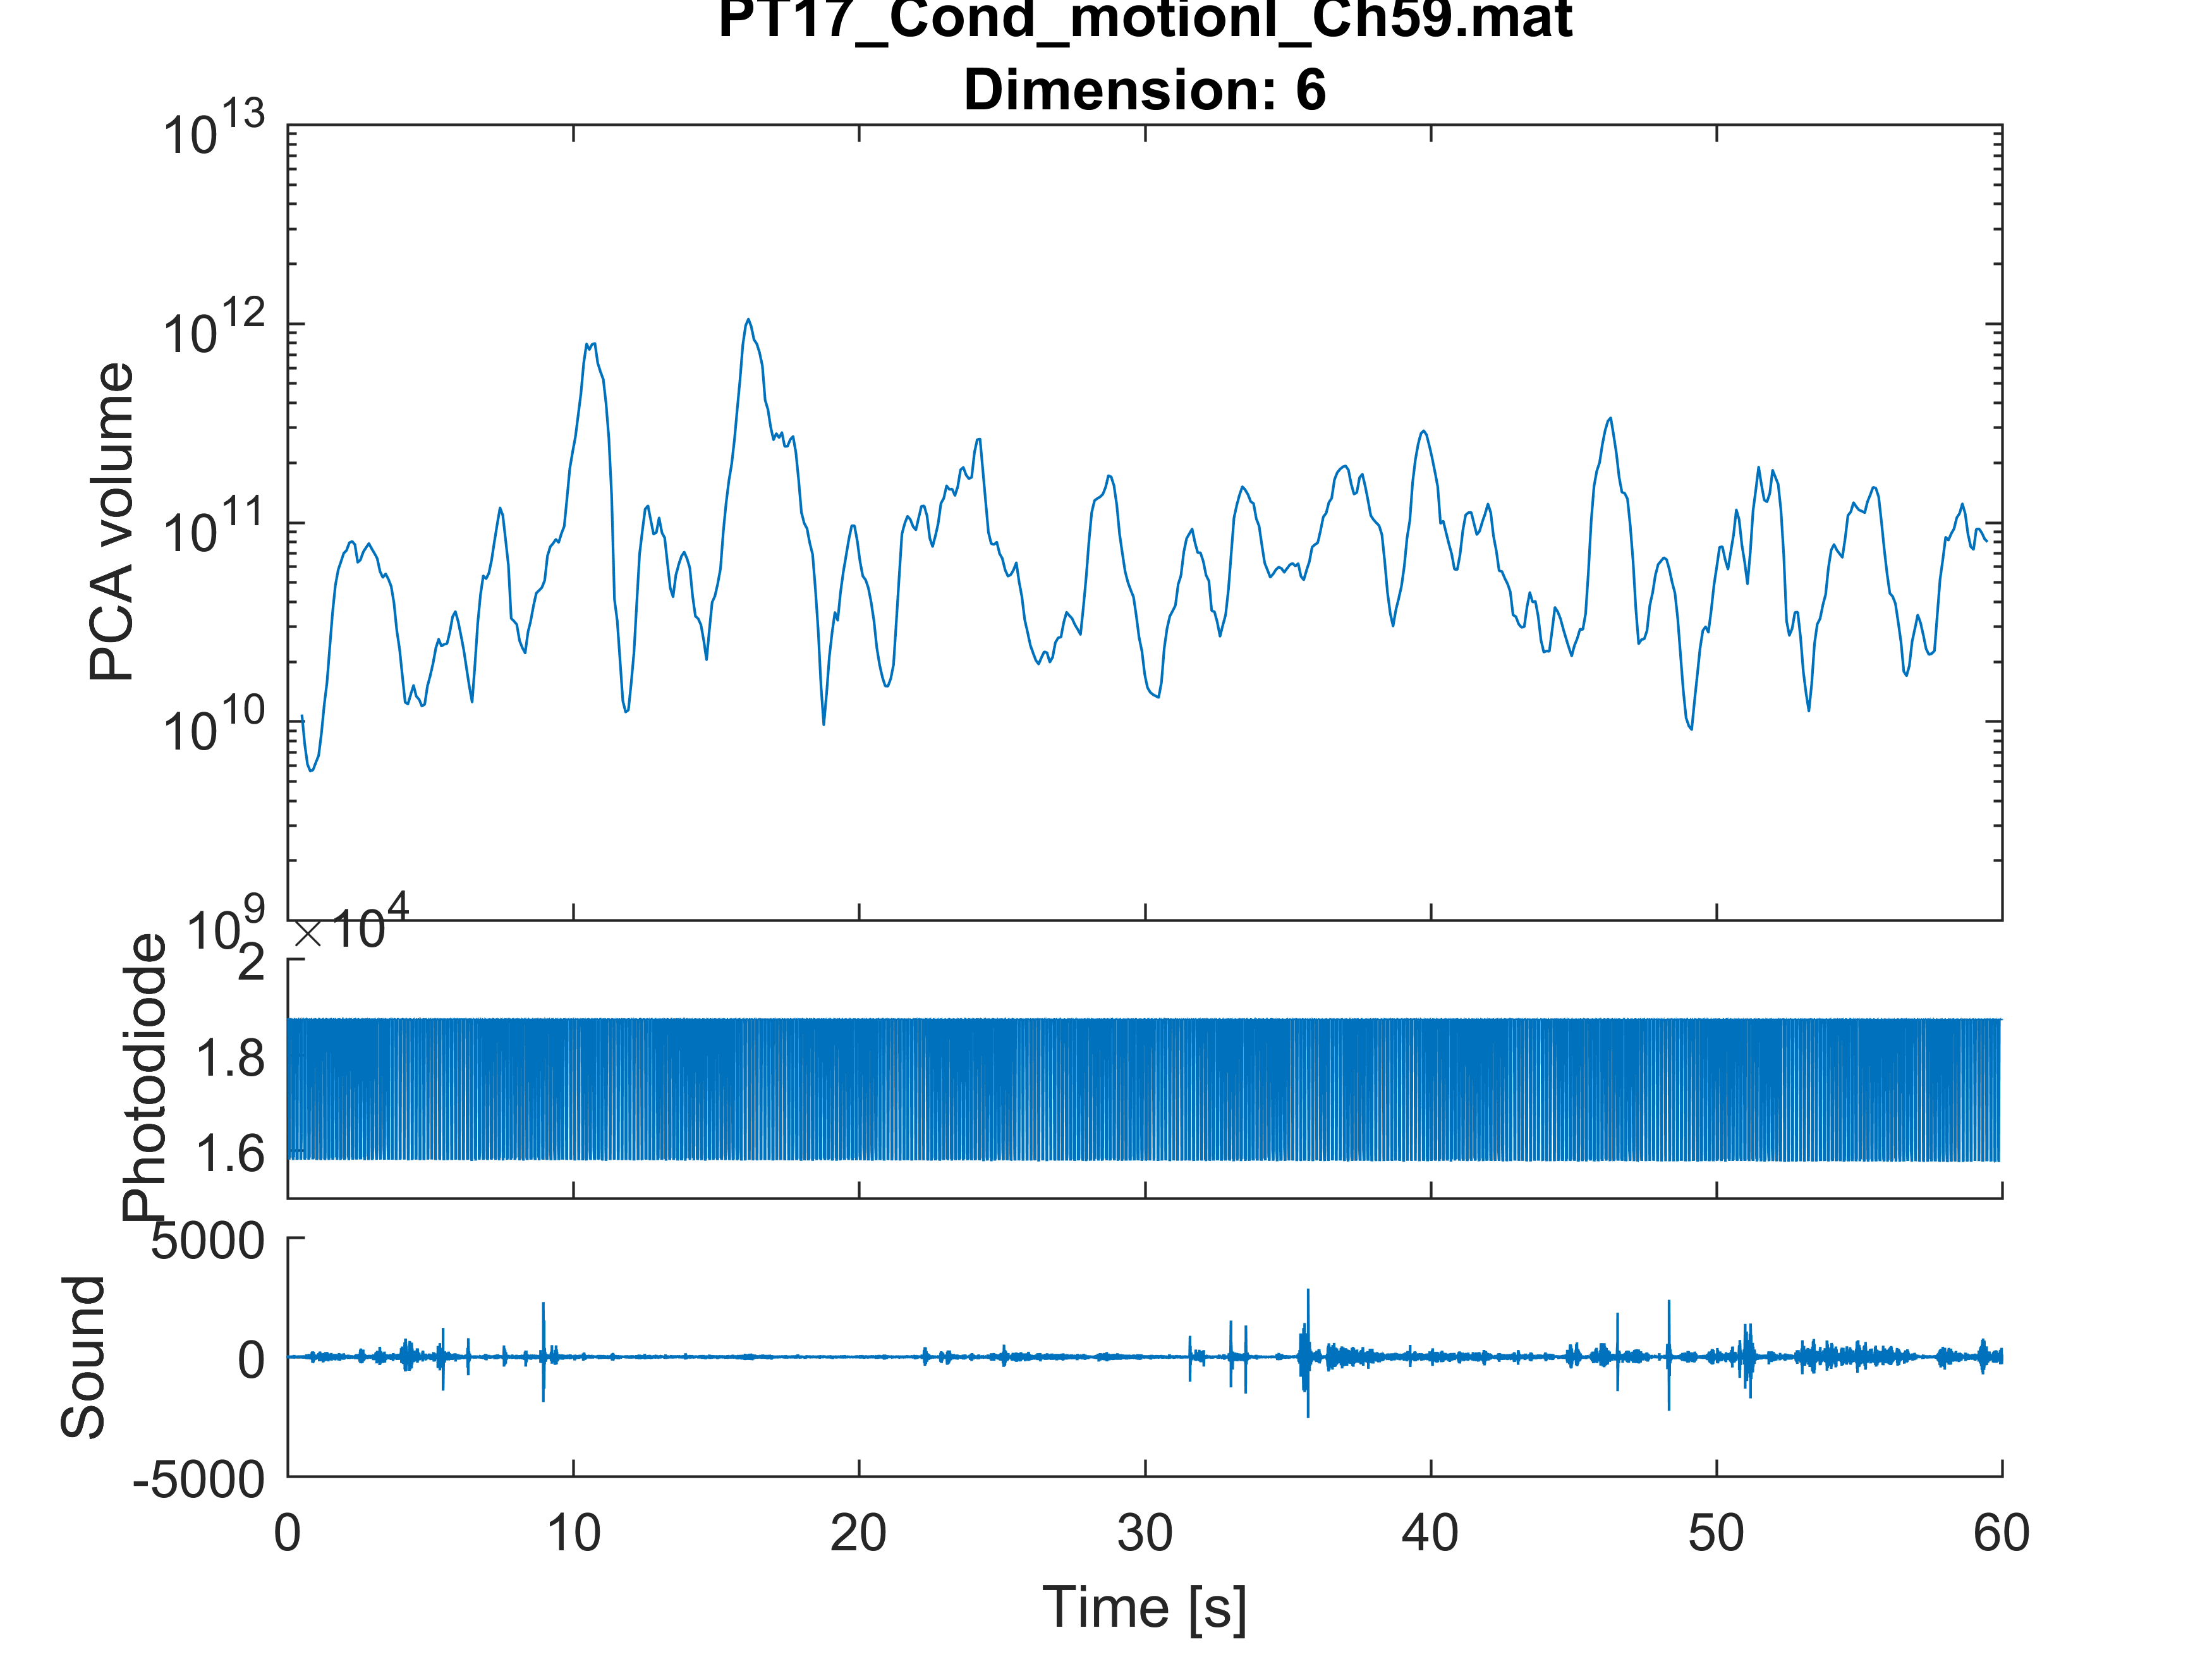 PT17_Cond_motionI_Ch59.mat
Dimension: 6
10^13
10^12
10^11
10^10
10^9
PCA volume
×10^4
2
1.8
1.6
Photodiode
5000
0
-5000
Sound
0 10 20 30 40 50 60
Time [s]